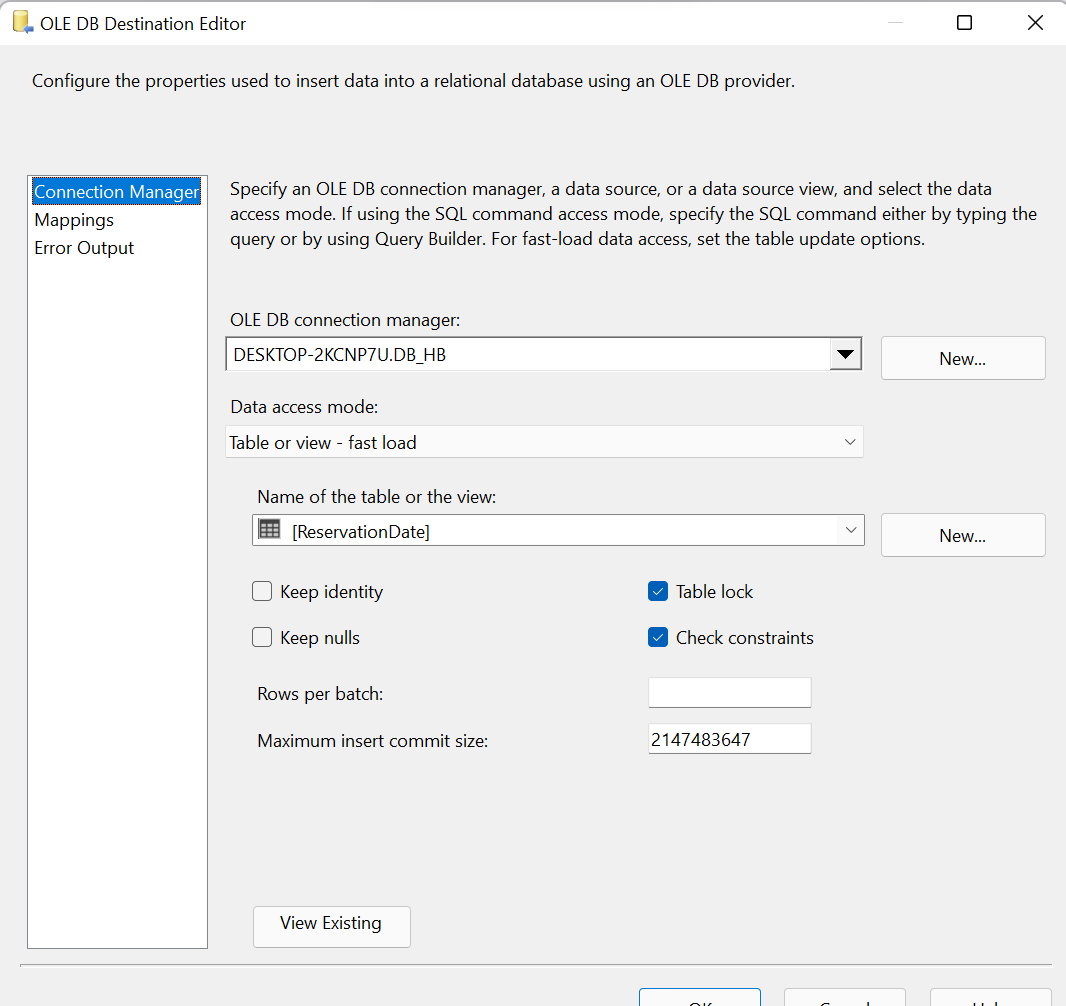 OLE DB Destination Editor
Configure the properties used to insert data into a relational database using an OLE DB provider.
Connection Manager
Mappings
Error Output
Specify an OLE DB connection manager, a data source, or a data source view, and select the data
access mode. If using the SQL command access mode, specify the SQL command either by typing the
query or by using Query Builder. For fast-load data access, set the table update options.
OLE DB connection manager:
DESKTOP-2KCNP7U.DB_HB
New...
Data access mode:
Table or view - fast load
Name of the table or the view:
[ReservationDate]
New...
Keep identity
Table lock
Keep nulls
Check constraints
Rows per batch:
Maximum insert commit size:
2147483647
View Existing